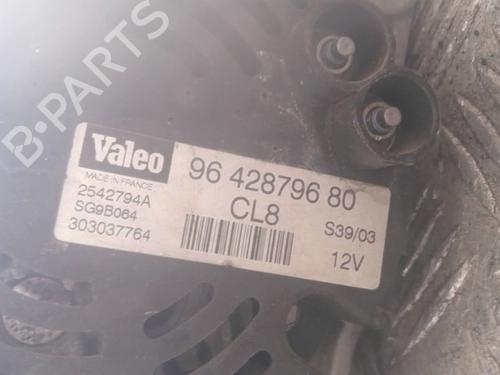 B-PARTS
Valeo
MADE IN FRANCE
2542794A
SG9B064
303037764
96 428796 80
CL8
S39/03
12V